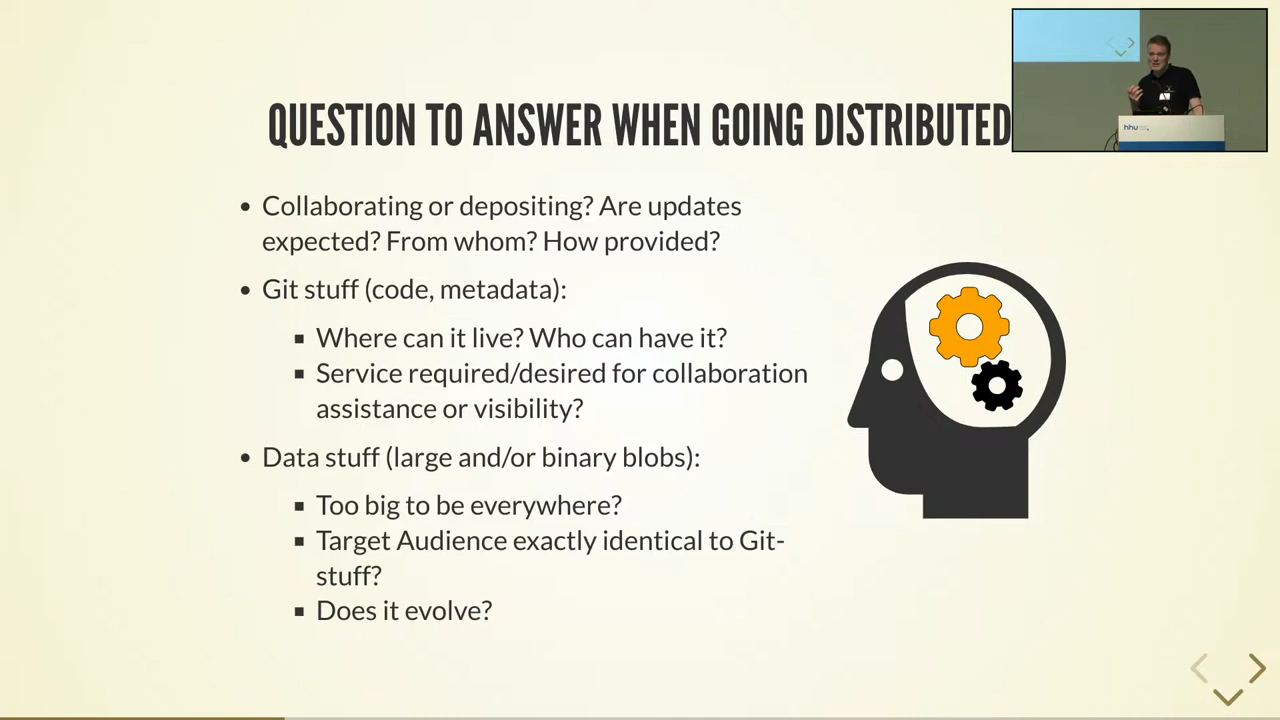 QUESTION TO ANSWER WHEN GOING DISTRIBUTED
Collaborating or depositing? Are updates
expected? From whom? How provided?
Git stuff (code, metadata):
Where can it live? Who can have it?
Service required/desired for collaboration
assistance or visibility?
Data stuff (large and/or binary blobs):
Too big to be everywhere?
Target Audience exactly identical to Git-
stuff?
Does it evolve?
hhu